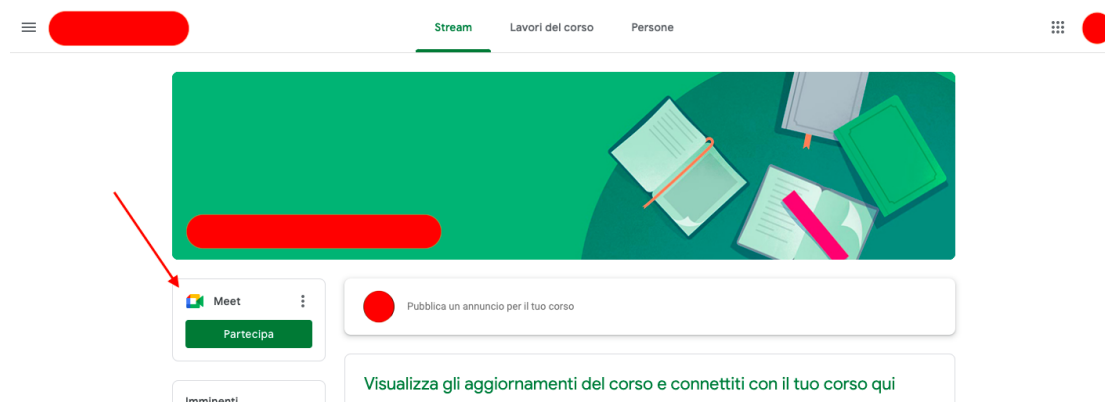 Stream Lavori del corso Persone
Meet
Partecipa
Pubblica un annuncio per il tuo corso
Visualizza gli aggiornamenti del corso e connettiti con il tuo corso qui
Imminenti